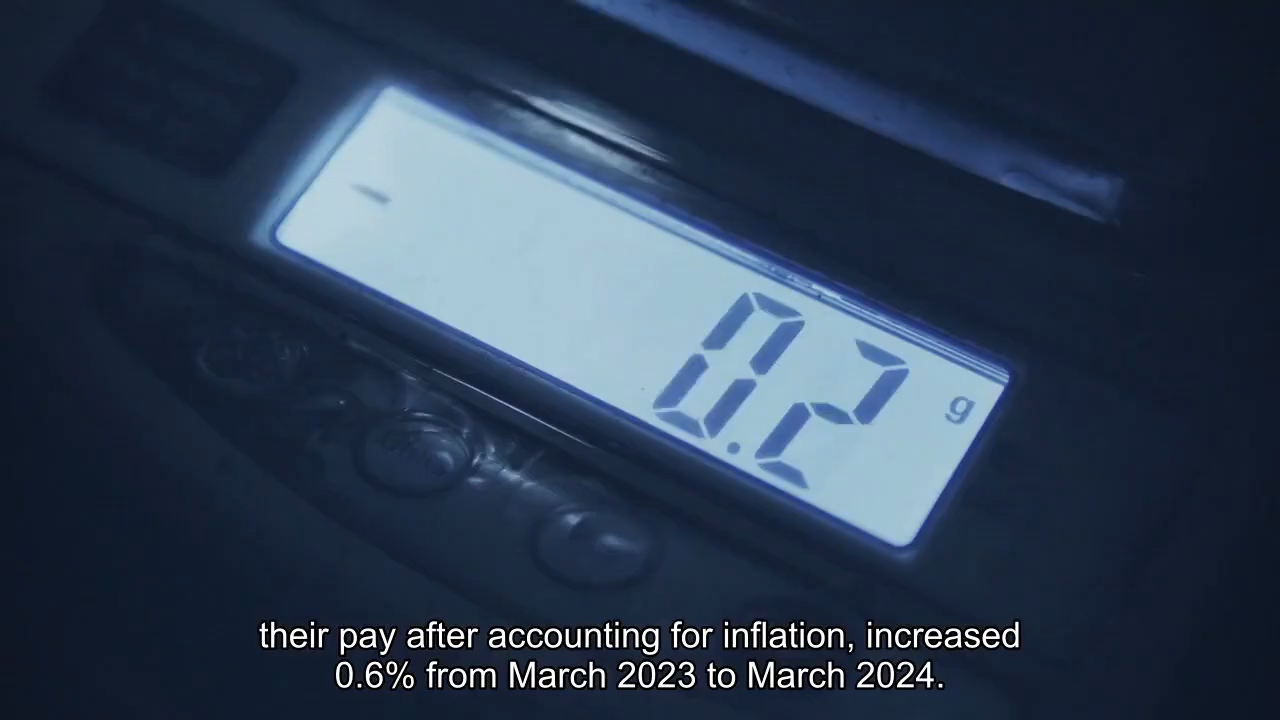 0.2 g
their pay after accounting for inflation, increased
0.6% from March 2023 to March 2024.